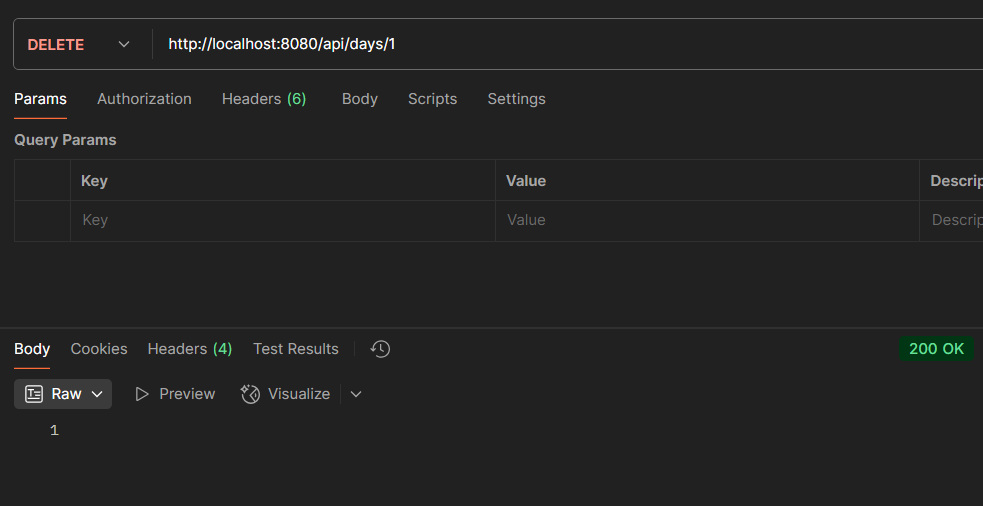 DELETE http://localhost:8080/api/days/1
Params Authorization Headers (6) Body Scripts Settings
Query Params
Key Value Descrip
Key Value Descrip
Body Cookies Headers (4) Test Results 200 OK
Raw Preview Visualize
1